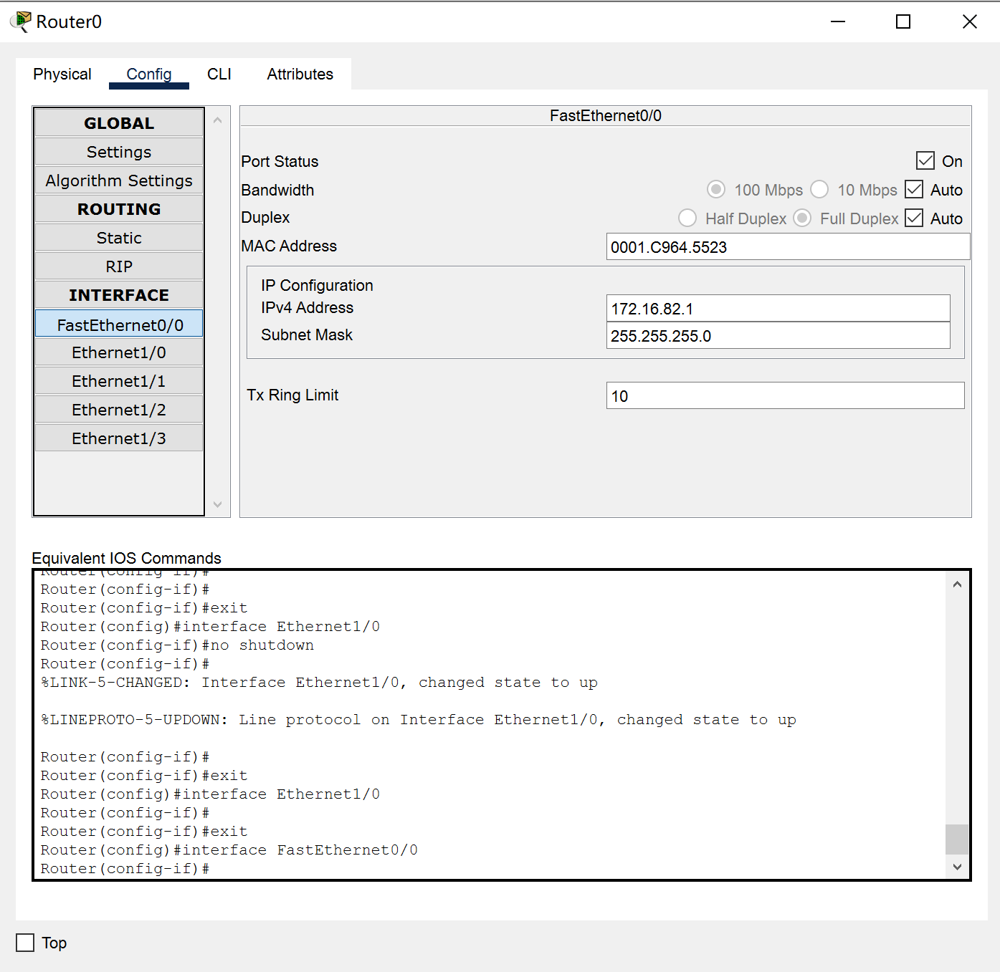 Router0
Physical Config CLI Attributes
GLOBAL
Settings
Algorithm Settings
ROUTING
Static
RIP
INTERFACE
FastEthernet0/0
Ethernet1/0
Ethernet1/1
Ethernet1/2
Ethernet1/3
FastEthernet0/0
Port Status On
Bandwidth 100 Mbps 10 Mbps Auto
Duplex Half Duplex Full Duplex Auto
MAC Address 0001.C964.5523
IP Configuration
IPv4 Address 172.16.82.1
Subnet Mask 255.255.255.0
Tx Ring Limit 10
Equivalent IOS Commands
Router(config-if)#
Router(config-if)#
Router(config-if)#exit
Router(config)#interface Ethernet1/0
Router(config-if)#no shutdown
Router(config-if)#
%LINK-5-CHANGED: Interface Ethernet1/0, changed state to up
%LINEPROTO-5-UPDOWN: Line protocol on Interface Ethernet1/0, changed state to up
Router(config-if)#
Router(config-if)#exit
Router(config)#interface Ethernet1/0
Router(config-if)#
Router(config-if)#exit
Router(config)#interface FastEthernet0/0
Router(config-if)#
Top